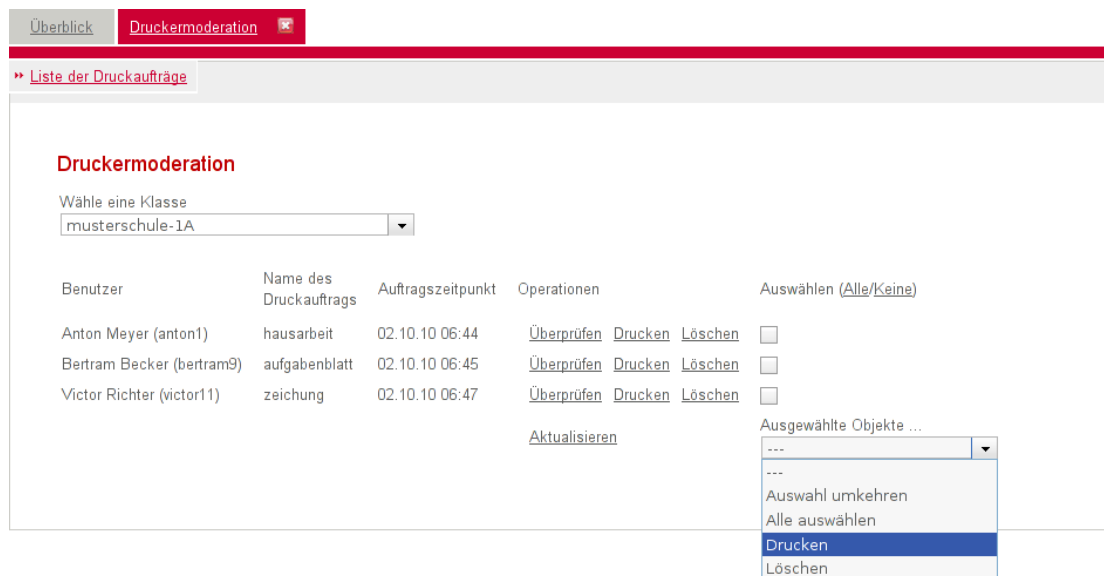 Überblick Druckermoderation
Liste der Druckaufträge
Druckermoderation
Wähle eine Klasse
musterschule-1A
Benutzer Name des Druckauftrags Auftragszeitpunkt Operationen Auswählen (Alle/Keine)
Anton Meyer (anton1) hausarbeit 02.10.10 06:44 Überprüfen Drucken Löschen
Bertram Becker (bertram9) aufgabenblatt 02.10.10 06:45 Überprüfen Drucken Löschen
Victor Richter (victor11) zeichung 02.10.10 06:47 Überprüfen Drucken Löschen
Aktualisieren Ausgewählte Objekte ...
---
---
Auswahl umkehren
Alle auswählen
Drucken
Löschen